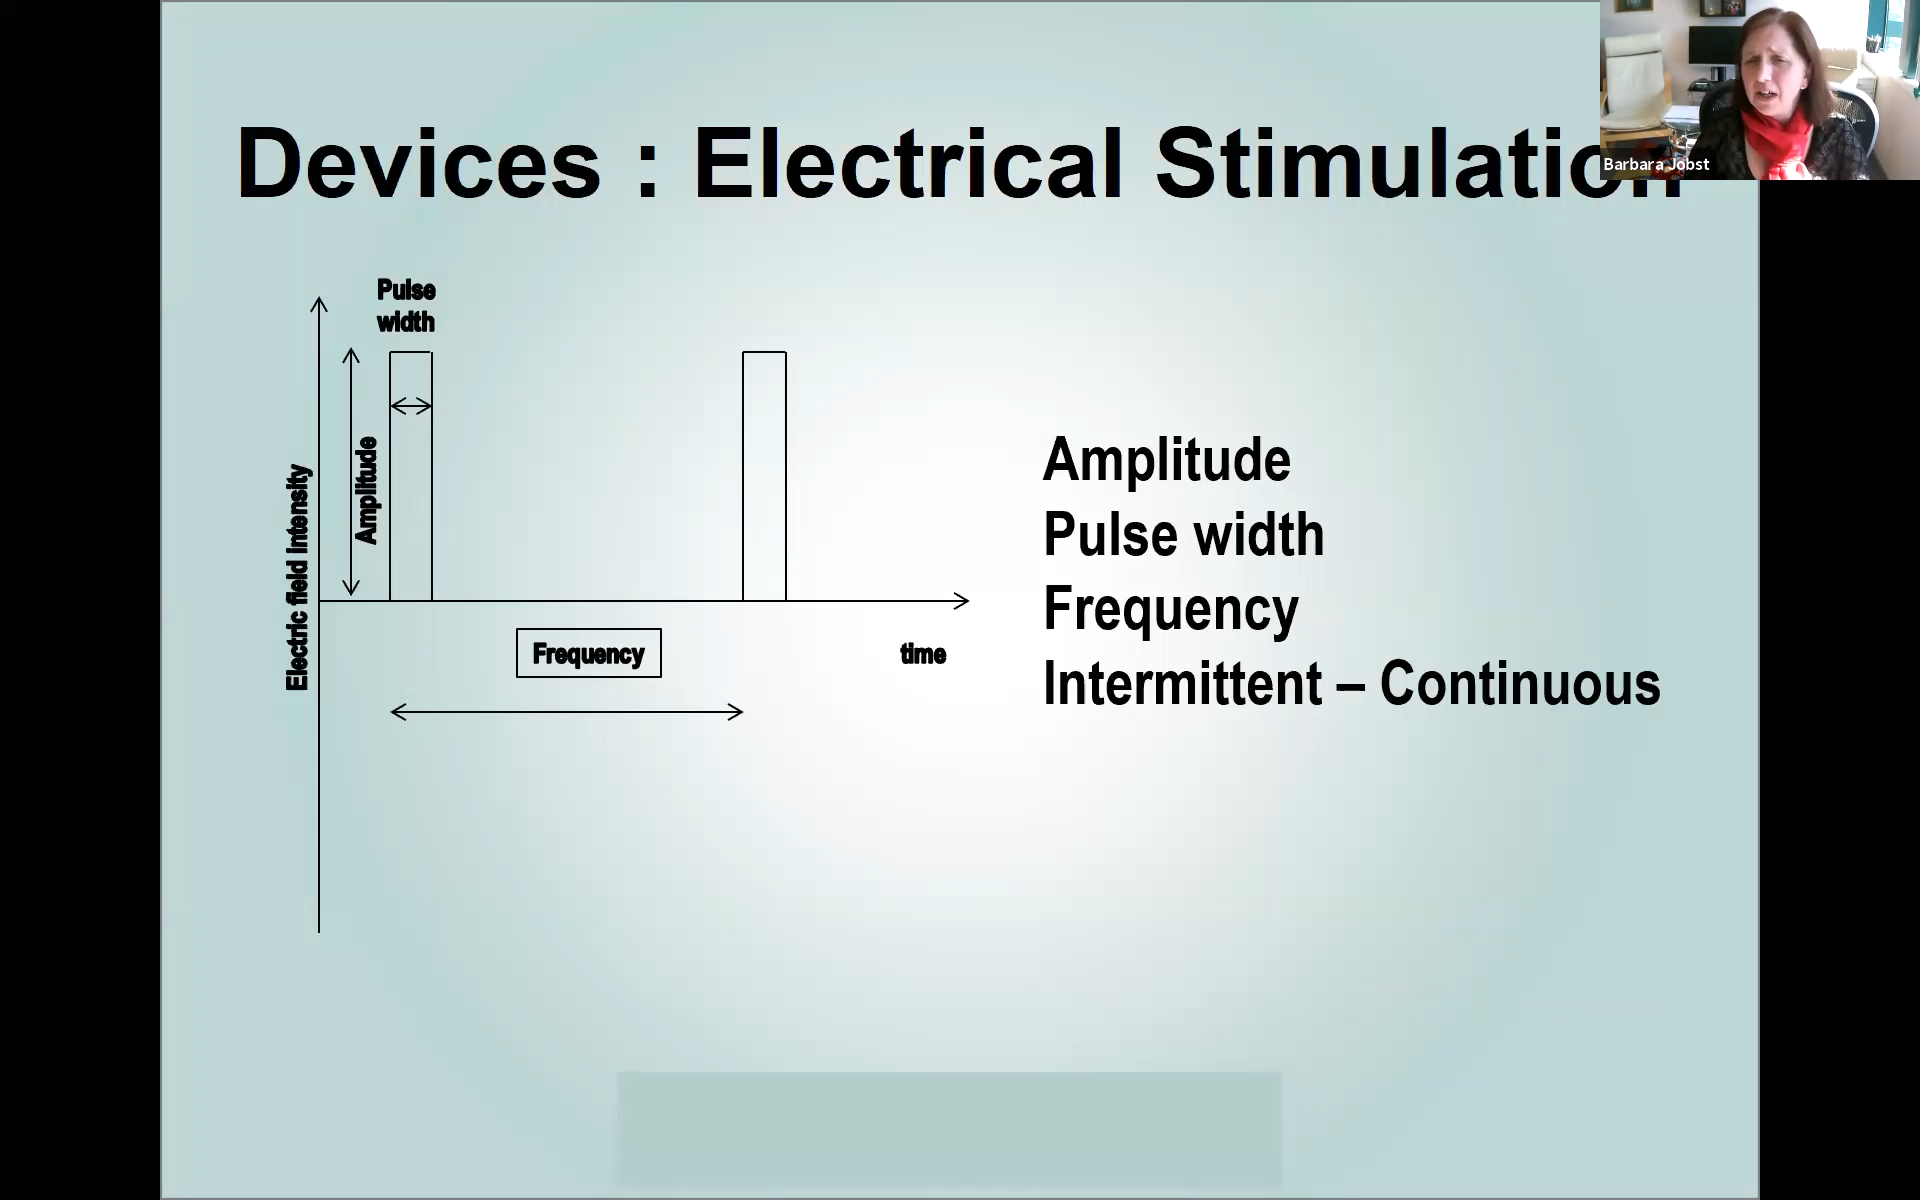 Devices : Electrical Stimulation
Barbara Jobst
Pulse
width
Amplitude
Electric field intensity
Frequency
time
Amplitude
Pulse width
Frequency
Intermittent – Continuous